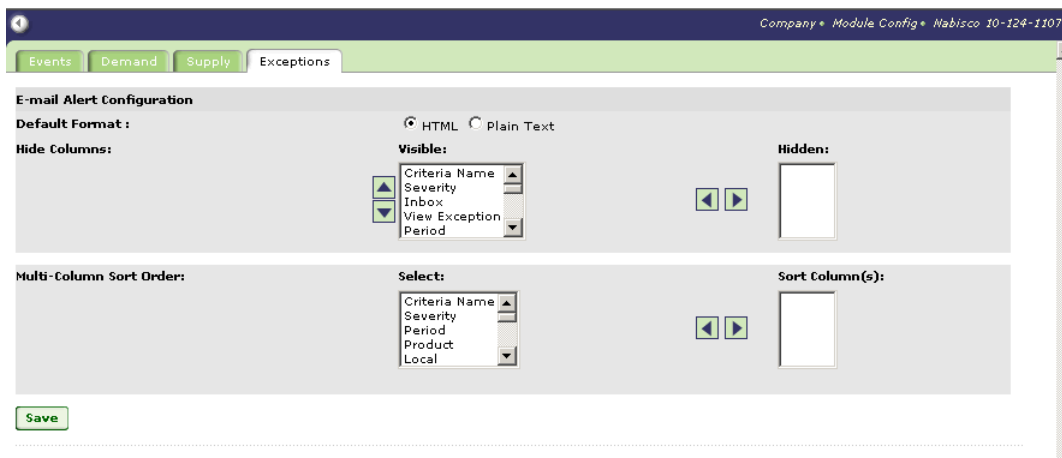 Company • Module Config • Nabisco 10-124-1107
Events Demand Supply Exceptions
E-mail Alert Configuration
Default Format : HTML Plain Text
Hide Columns: Visible: Hidden:
Criteria Name
Severity
Inbox
View Exception
Period
Multi-Column Sort Order: Select: Sort Column(s):
Criteria Name
Severity
Period
Product
Local
Save